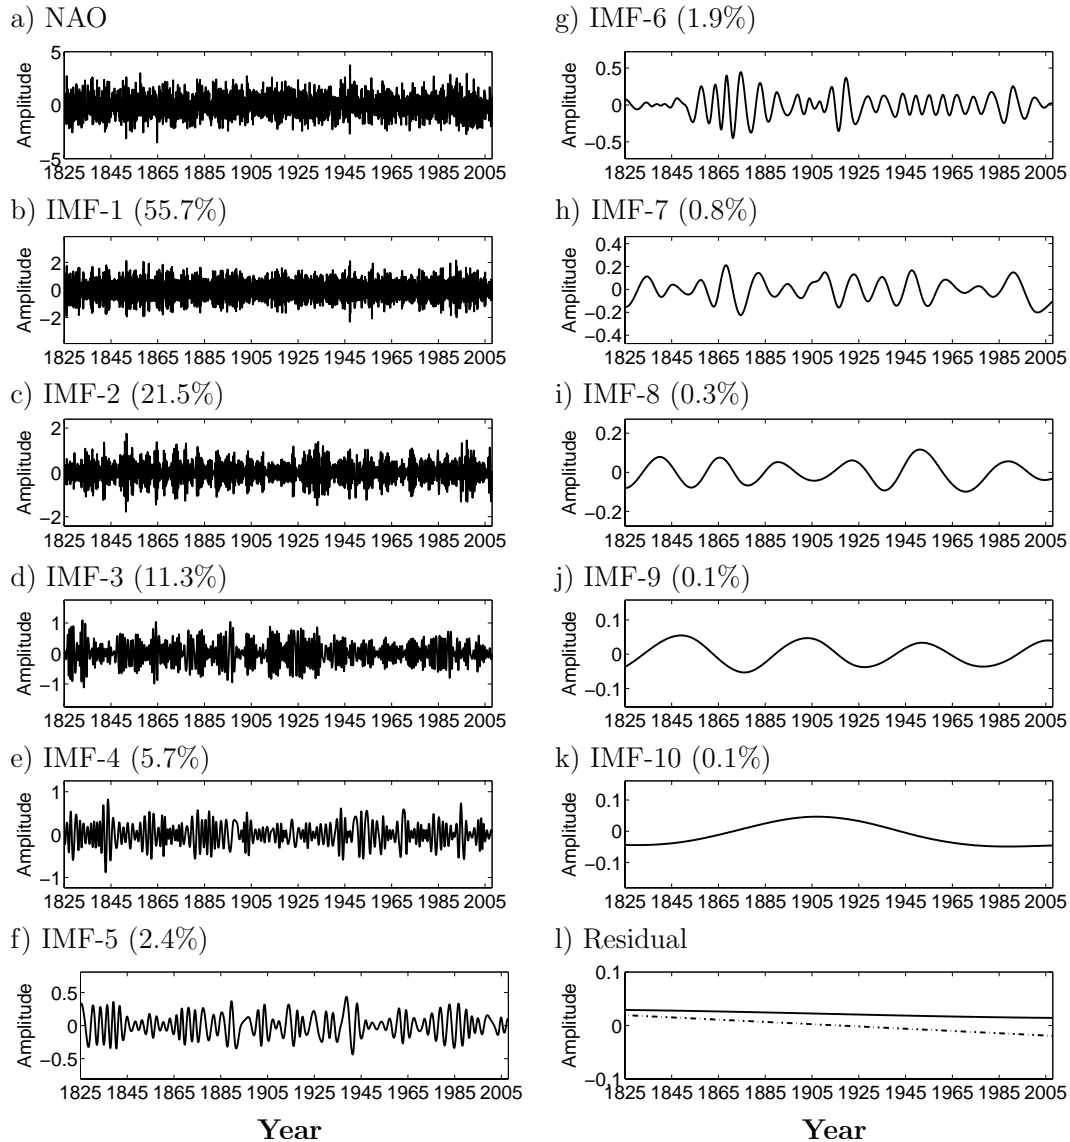 a) NAO
Amplitude
5
0
−5
1825 1845 1865 1885 1905 1925 1945 1965 1985 2005
b) IMF-1 (55.7%)
Amplitude
2
0
−2
1825 1845 1865 1885 1905 1925 1945 1965 1985 2005
c) IMF-2 (21.5%)
Amplitude
2
0
−2
1825 1845 1865 1885 1905 1925 1945 1965 1985 2005
d) IMF-3 (11.3%)
Amplitude
1
0
−1
1825 1845 1865 1885 1905 1925 1945 1965 1985 2005
e) IMF-4 (5.7%)
Amplitude
1
0
−1
1825 1845 1865 1885 1905 1925 1945 1965 1985 2005
f) IMF-5 (2.4%)
Amplitude
0.5
0
−0.5
1825 1845 1865 1885 1905 1925 1945 1965 1985 2005
Year
g) IMF-6 (1.9%)
Amplitude
0.5
0
−0.5
1825 1845 1865 1885 1905 1925 1945 1965 1985 2005
h) IMF-7 (0.8%)
Amplitude
0.4
0.2
0
−0.2
−0.4
1825 1845 1865 1885 1905 1925 1945 1965 1985 2005
i) IMF-8 (0.3%)
Amplitude
0.2
0
−0.2
1825 1845 1865 1885 1905 1925 1945 1965 1985 2005
j) IMF-9 (0.1%)
Amplitude
0.1
0
−0.1
1825 1845 1865 1885 1905 1925 1945 1965 1985 2005
k) IMF-10 (0.1%)
Amplitude
0.1
0
−0.1
1825 1845 1865 1885 1905 1925 1945 1965 1985 2005
l) Residual
Amplitude
0.1
0
−0.1
1825 1845 1865 1885 1905 1925 1945 1965 1985 2005
Year